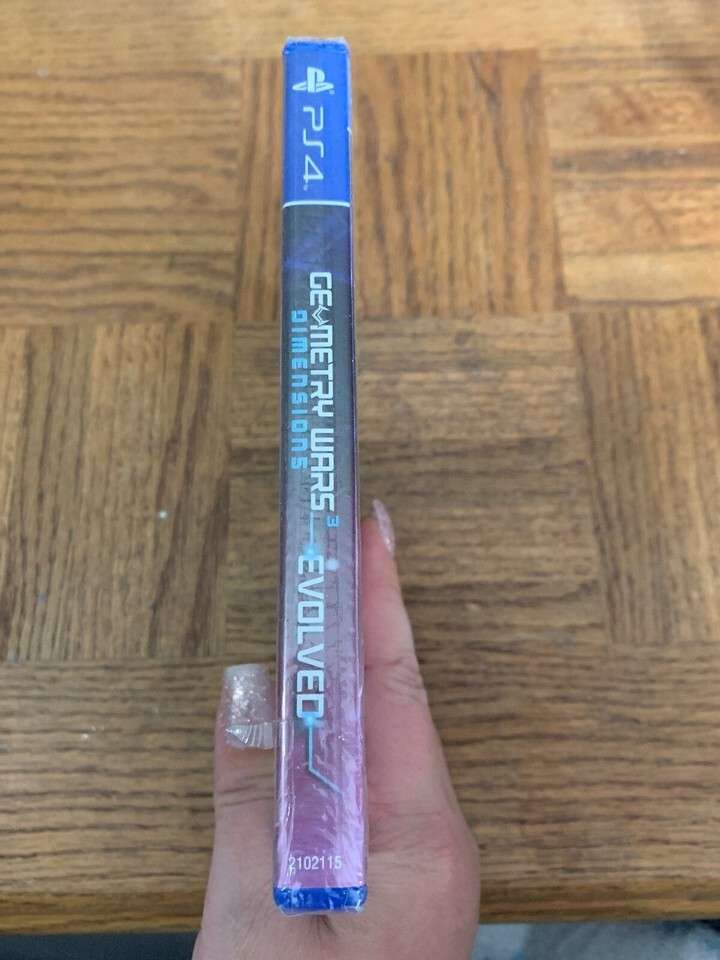 PS4
GEOMETRY WARS 3
DIMENSIONS
EVOLVED
2102115